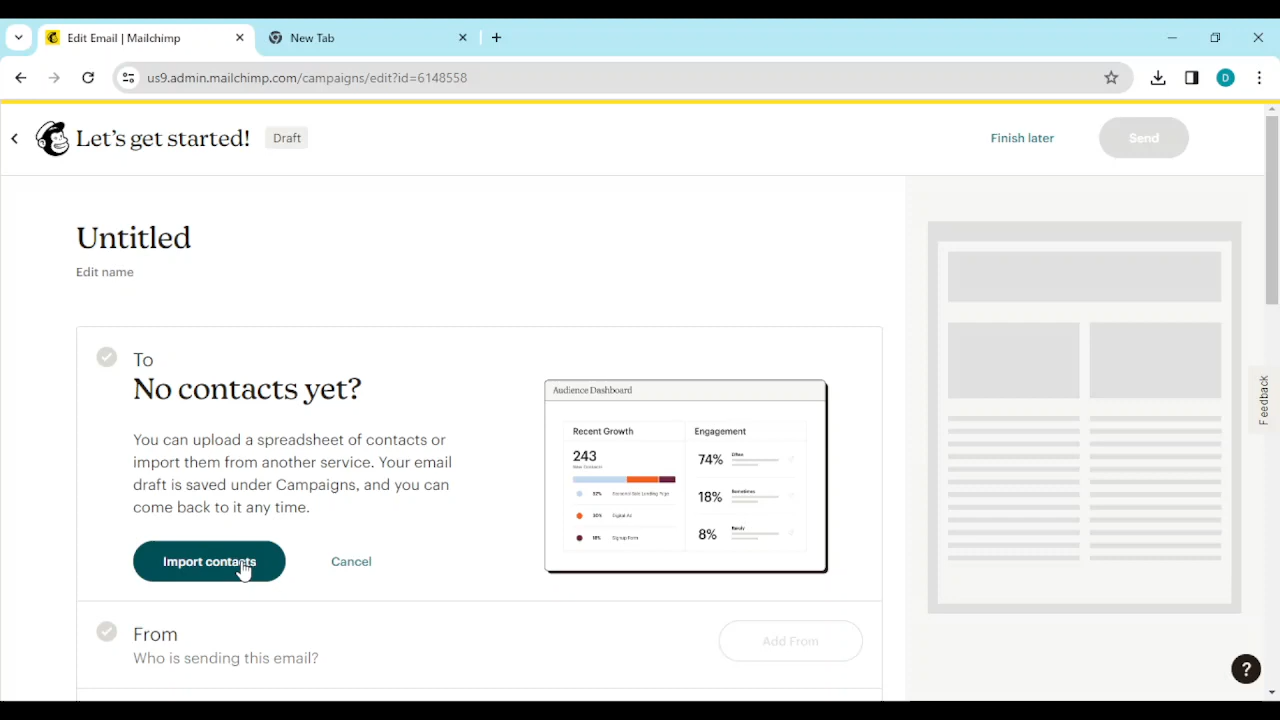 Edit Email | Mailchimp
New Tab
us9.admin.mailchimp.com/campaigns/edit?id=6148558
D
Let's get started!
Draft
Finish later
Send
Untitled
Edit name
To
No contacts yet?
You can upload a spreadsheet of contacts or
import them from another service. Your email
draft is saved under Campaigns, and you can
come back to it any time.
Import contacts
Cancel
Audience Dashboard
Recent Growth
243
Engagement
74%
Often
18%
Sometimes
8%
Rarely
From
Who is sending this email?
Add From
Feedback
?